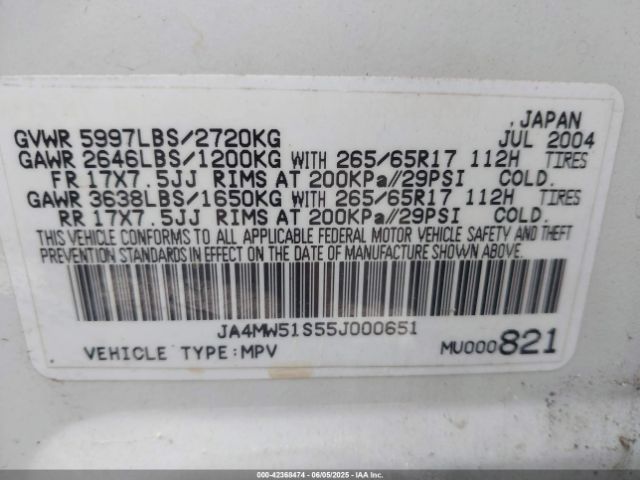 . JAPAN
GVWR 5997LBS/2720KG JUL 2004
GAWR 2646LBS/1200KG WITH 265/65R17 112H TIRES
FR 17X7.5JJ RIMS AT 200KPa//29PSI COLD.
GAWR 3638LBS/1650KG WITH 265/65R17 112H TIRES
RR 17X7.5JJ RIMS AT 200KPa//29PSI COLD.
THIS VEHICLE CONFORMS TO ALL APPLICABLE FEDERAL MOTOR VEHICLE SAFETY AND THEFT
PREVENTION STANDARDS IN EFFECT ON THE DATE OF MANUFACTURE SHOWN ABOVE.
JA4MW51S55J000651
VEHICLE TYPE:MPV MU000821
000-42368474 - 06/05/2025 - IAA Inc.